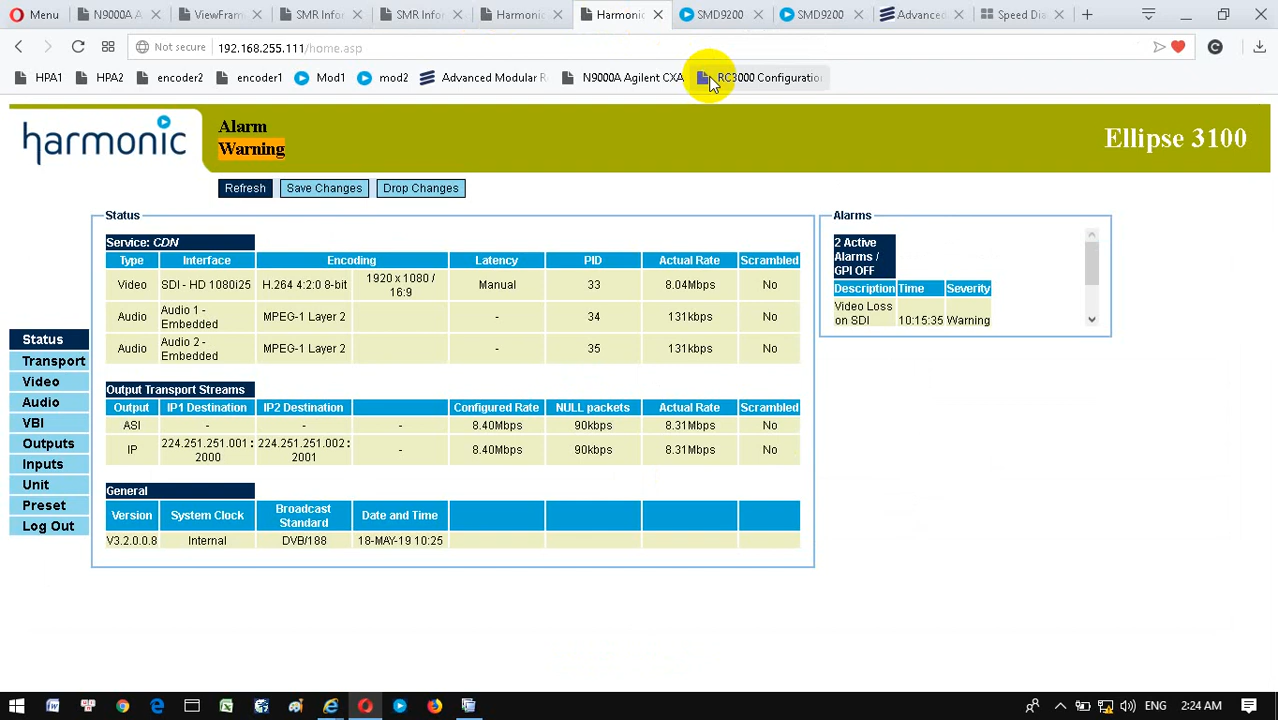 Menu
N9000A A
ViewFram
SMR Infor
SMR Infor
Harmonic
Harmonic
SMD9200
SMD9200
Advanced
Speed Dia
Not secure
192.168.255.111/home.asp
HPA1
HPA2
encoder2
encoder1
Mod1
mod2
Advanced Modular R
N9000A Agilent CXA
RC3000 Configuration
harmonic
Alarm
Warning
Ellipse 3100
Refresh
Save Changes
Drop Changes
Status
Transport
Video
Audio
VBI
Outputs
Inputs
Unit
Preset
Log Out
Status
Service: CDN
Type Interface Encoding Latency PID Actual Rate Scrambled
Video SDI - HD 1080i25 H.264 4:2:0 8-bit 1920 x 1080 / 16:9 Manual 33 8.04Mbps No
Audio Audio 1 - Embedded MPEG-1 Layer 2 - 34 131kbps No
Audio Audio 2 - Embedded MPEG-1 Layer 2 - 35 131kbps No
Output Transport Streams
Output IP1 Destination IP2 Destination Configured Rate NULL packets Actual Rate Scrambled
ASI - - - 8.40Mbps 90kbps 8.31Mbps No
IP 224.251.251.001:2000 224.251.251.002:2001 - 8.40Mbps 90kbps 8.31Mbps No
General
Version System Clock Broadcast Standard Date and Time
V3.2.0.0.8 Internal DVB/188 18-MAY-19 10:25
Alarms
2 Active
Alarms /
GPI OFF
Description Time Severity
Video Loss
on SDI 10:15:35 Warning
ENG 2:24 AM